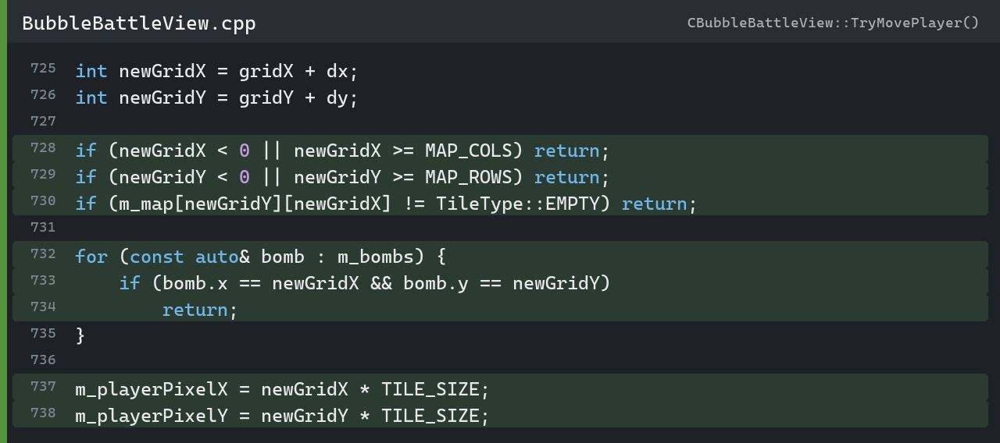 BubbleBattleView.cpp
CBubbleBattleView::TryMovePlayer()
725 int newGridX = gridX + dx;
726 int newGridY = gridY + dy;
727
728 if (newGridX < 0 || newGridX >= MAP_COLS) return;
729 if (newGridY < 0 || newGridY >= MAP_ROWS) return;
730 if (m_map[newGridY][newGridX] != TileType::EMPTY) return;
731
732 for (const auto& bomb : m_bombs) {
733     if (bomb.x == newGridX && bomb.y == newGridY)
734         return;
735 }
736
737 m_playerPixelX = newGridX * TILE_SIZE;
738 m_playerPixelY = newGridY * TILE_SIZE;